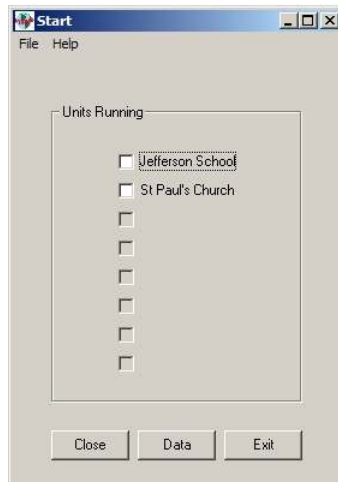 Start
File Help
Units Running
Jefferson School
St Paul's Church
Close Data Exit